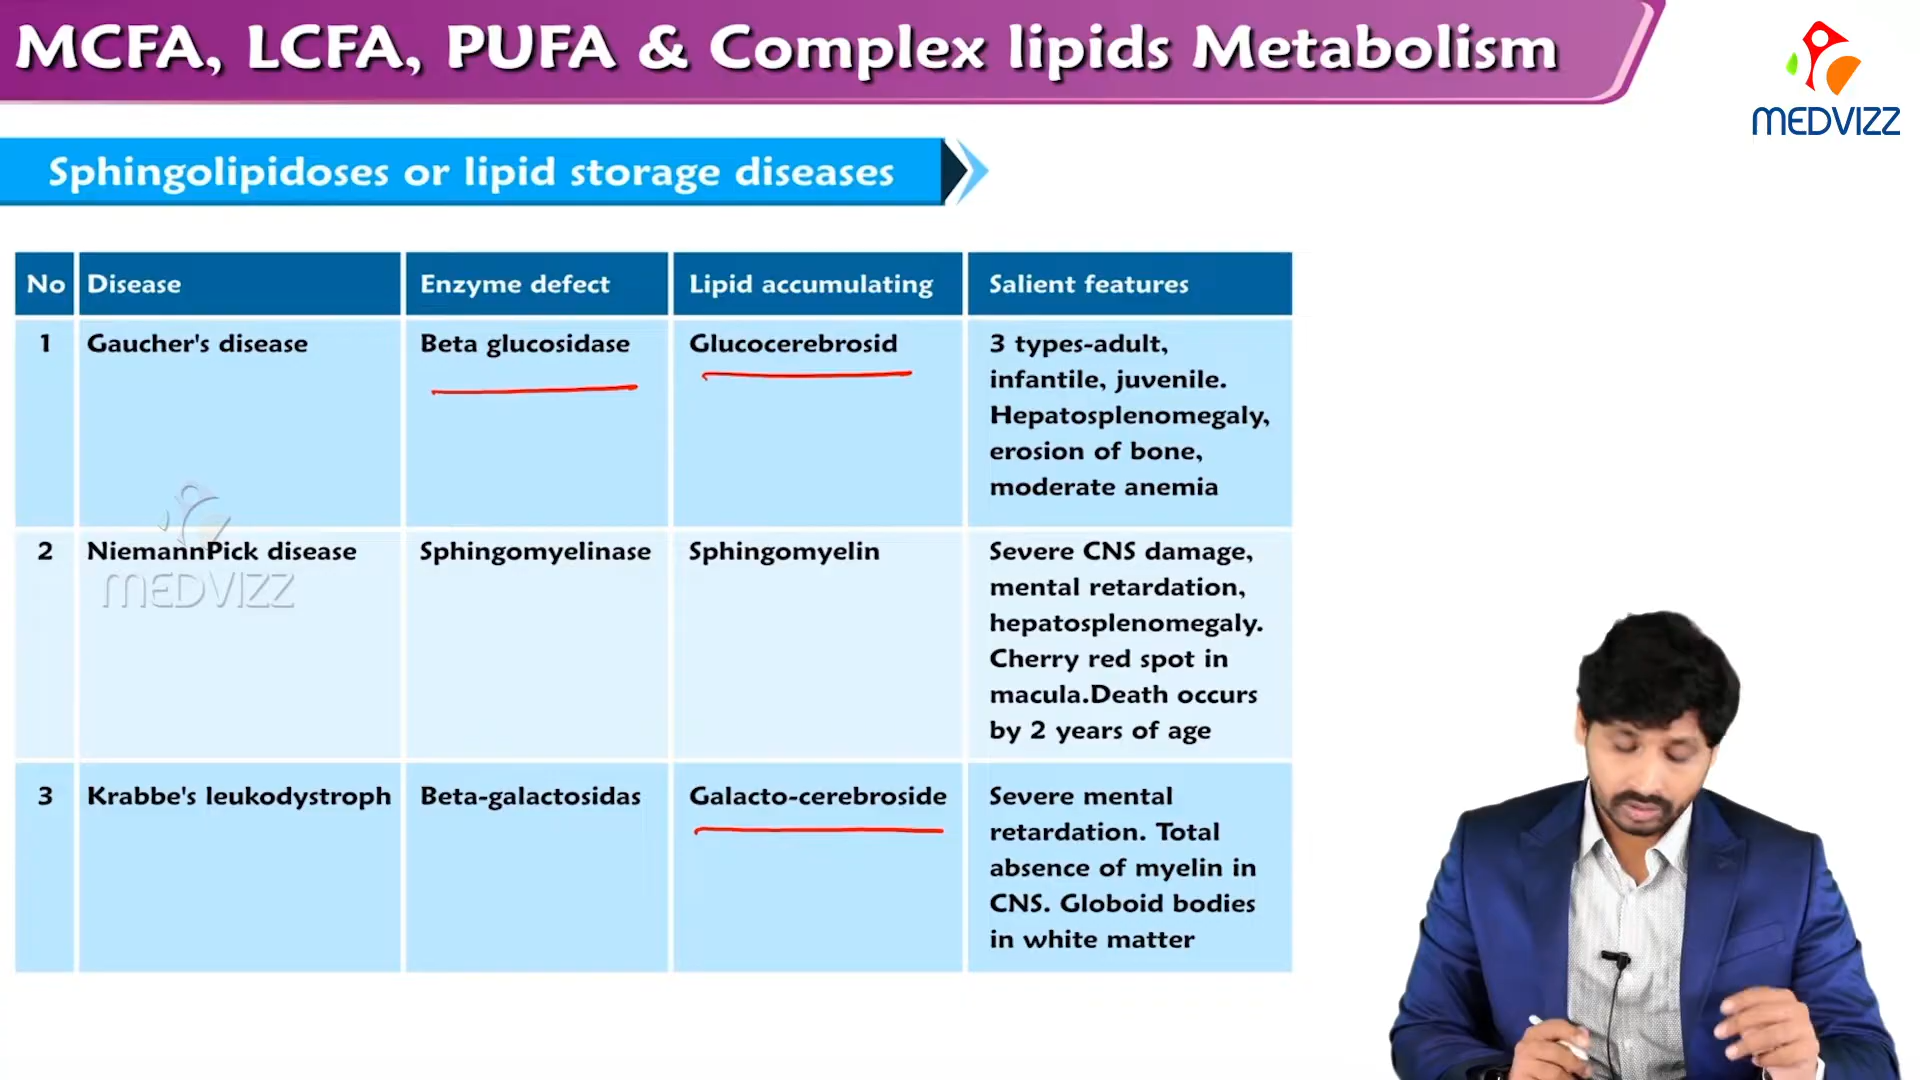 MCFA, LCFA, PUFA & Complex lipids Metabolism
MEDVIZZ
Sphingolipidoses or lipid storage diseases
No Disease Enzyme defect Lipid accumulating Salient features
1 Gaucher's disease Beta glucosidase Glucocerebrosid 3 types-adult,
infantile, juvenile.
Hepatosplenomegaly,
erosion of bone,
moderate anemia
2 NiemannPick disease Sphingomyelinase Sphingomyelin Severe CNS damage,
MEDVIZZ mental retardation,
hepatosplenomegaly.
Cherry red spot in
macula.Death occurs
by 2 years of age
3 Krabbe's leukodystroph Beta-galactosidas Galacto-cerebroside Severe mental
retardation. Total
absence of myelin in
CNS. Globoid bodies
in white matter